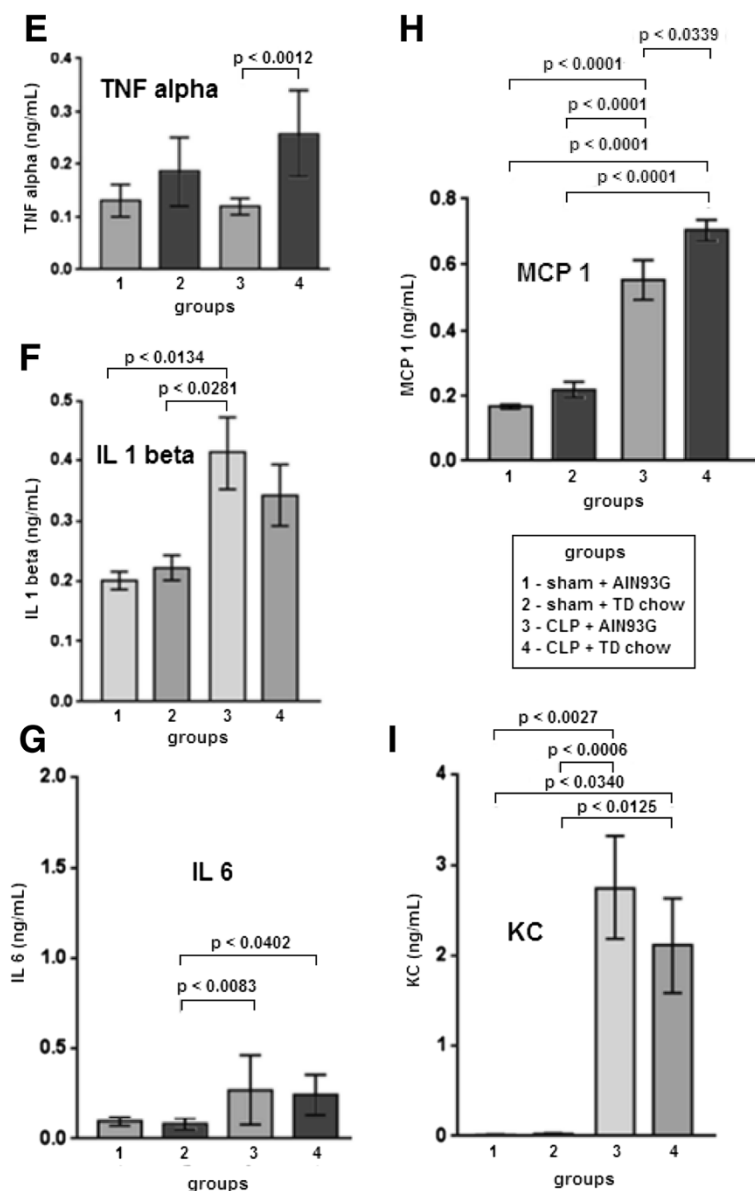 E
p < 0.0012
TNF alpha
TNF alpha (ng/mL)
0.4
0.3
0.2
0.1
0.0
1 2 3 4
groups
F
p < 0.0134
p < 0.0281
IL 1 beta
IL 1 beta (ng/mL)
0.5
0.4
0.3
0.2
0.1
0.0
1 2 3 4
groups
G
IL 6
IL 6 (ng/mL)
2.0
1.5
1.0
0.5
0.0
p < 0.0402
p < 0.0083
1 2 3 4
groups
H
p < 0.0339
p < 0.0001
p < 0.0001
p < 0.0001
p < 0.0001
MCP 1
MCP 1 (ng/mL)
0.8
0.6
0.4
0.2
0.0
1 2 3 4
groups
groups
1 - sham + AIN93G
2 - sham + TD chow
3 - CLP + AIN93G
4 - CLP + TD chow
I
p < 0.0027
p < 0.0006
p < 0.0340
p < 0.0125
KC
KC (ng/mL)
4
3
2
1
0
1 2 3 4
groups